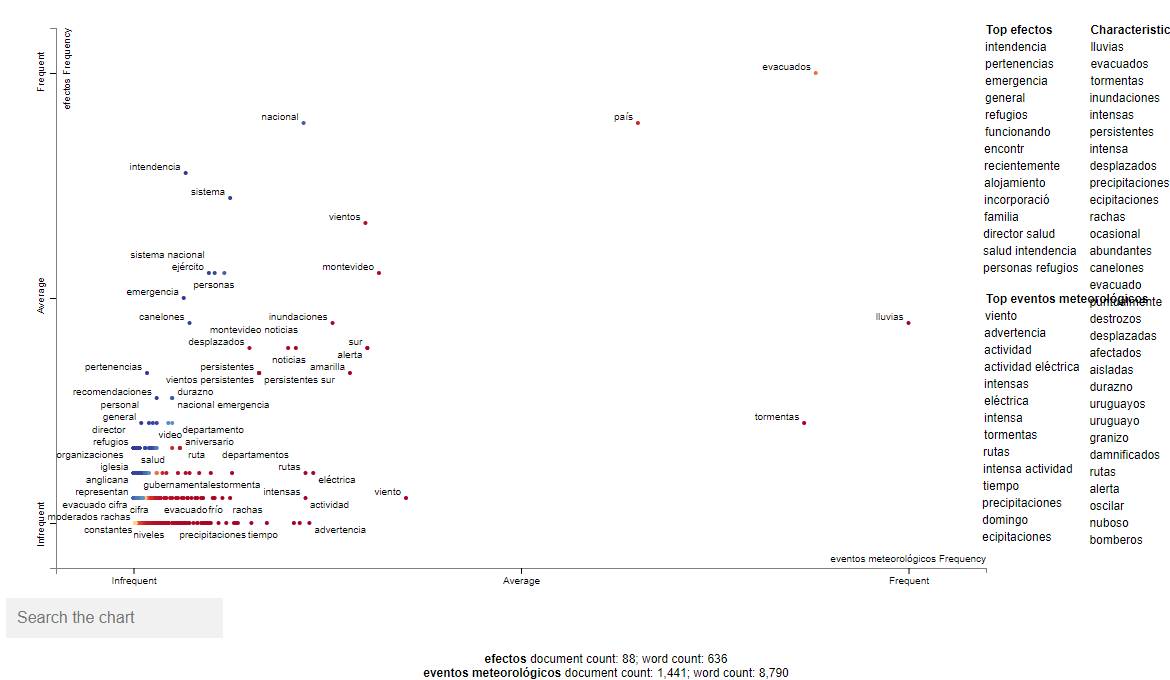 efectos Frequency
Frequent
Average
Infrequent
evacuados
nacional
país
intendencia
sistema
vientos
sistema nacional
ejército
montevideo
personas
emergencia
canelones
inundaciones
lluvias
montevideo noticias
desplazados
sur
noticias
alerta
pertenencias
persistentes
amarilla
vientos persistentes
persistentes sur
recomendaciones
durazno
personal
nacional emergencia
general
tormentas
director
video
departamento
refugios
aniversario
organizaciones
salud
ruta
departamentos
iglesia
rutas
anglicana
eléctrica
gubernamentales
tormenta
representan
intensas
viento
evacuado cifra
cifra
evacuado
frío
rachas
actividad
moderados rachas
constantes
niveles
precipitaciones
tiempo
advertencia
eventos meteorológicos Frequency
Infrequent
Average
Frequent
Top efectos
intendencia
pertenencias
emergencia
general
refugios
funcionando
encontr
recientemente
alojamiento
incorporació
familia
director salud
salud intendencia
personas refugios
Top eventos meteorológicos
viento
advertencia
actividad
actividad eléctrica
intensas
eléctrica
intensa
tormentas
rutas
intensa actividad
tiempo
precipitaciones
domingo
ecipitaciones
Characteristic
lluvias
evacuados
tormentas
inundaciones
intensas
persistentes
intensa
desplazados
precipitaciones
ecipitaciones
rachas
ocasional
abundantes
canelones
evacuado
puntualmente
destrozos
desplazadas
afectados
aisladas
durazno
uruguayos
uruguayo
granizo
damnificados
rutas
alerta
oscilar
nuboso
bomberos
Search the chart
efectos document count: 88; word count: 636
eventos meteorológicos document count: 1,441; word count: 8,790